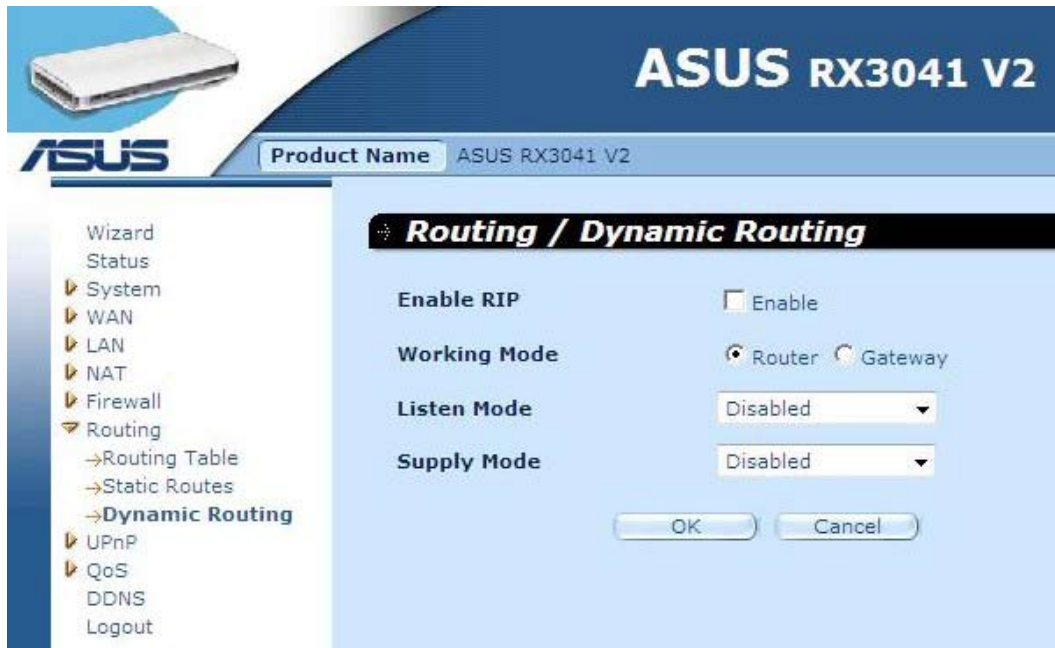 ASUS RX3041 V2
ASUS
Product Name ASUS RX3041 V2
Wizard
Status
System
WAN
LAN
NAT
Firewall
Routing
→Routing Table
→Static Routes
→Dynamic Routing
UPnP
QoS
DDNS
Logout
Routing / Dynamic Routing
Enable RIP Enable
Working Mode Router Gateway
Listen Mode Disabled
Supply Mode Disabled
OK Cancel